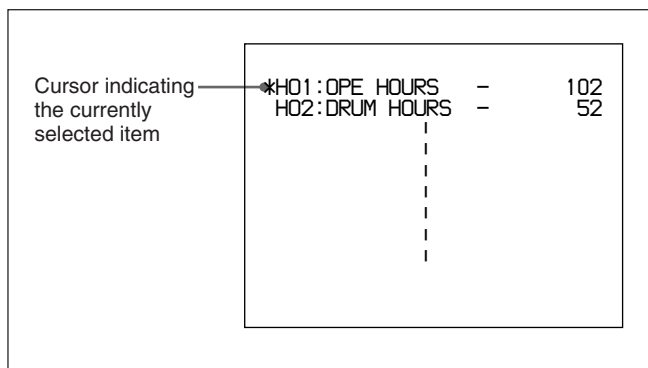 Cursor indicating
the currently
selected item
*H01:OPE HOURS – 102
H02:DRUM HOURS – 52